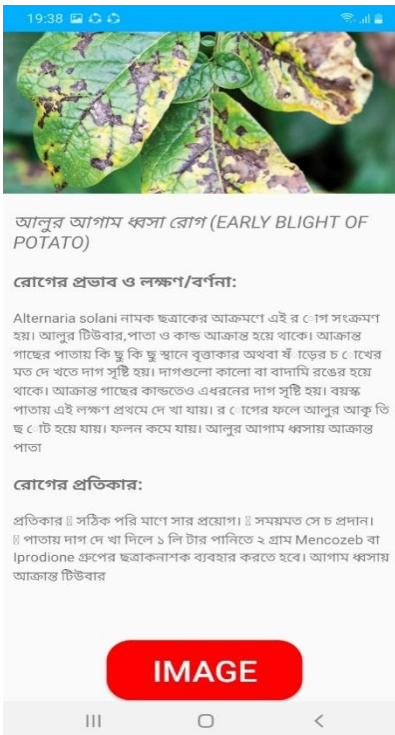 19:38
আলুর আগাম ধ্বসা রোগ (EARLY BLIGHT OF
POTATO)
রোগের প্রভাব ও লক্ষণ/বর্ণনা:
Alternaria solani নামক ছত্রাকের আক্রমণে এই র োগ সংক্রমণ
হয়। আলুর টিউবার,পাতা ও কান্ড আক্রান্ত হয়ে থাকে। আক্রান্ত
গাছের পাতায় কি ছু কি ছু স্থানে বৃত্তাকার অথবা ষাঁড়ের চ োখের
মত দে খতে দাগ সৃষ্টি হয়। দাগগুলো কালো বা বাদামি রঙের হয়ে
থাকে। আক্রান্ত গাছের কান্ডতেও এধরনের দাগ সৃষ্টি হয়। বয়স্ক
পাতায় এই লক্ষণ প্রথমে দে খা যায়। র োগের ফলে আলুর আকৃ তি
ছ োট হয়ে যায়। ফলন কমে যায়। আলুর আগাম ধ্বসায় আক্রান্ত
পাতা
রোগের প্রতিকার:
প্রতিকার ▯ সঠিক পরি মাণে সার প্রয়োগ। ▯ সময়মত সে চ প্রদান।
▯ পাতায় দাগ দে খা দিলে ১ লি টার পানিতে ২ গ্রাম Mencozeb বা
Iprodione গ্রুপের ছত্রাকনাশক ব্যবহার করতে হবে। আগাম ধ্বসায়
আক্রান্ত টিউবার
IMAGE